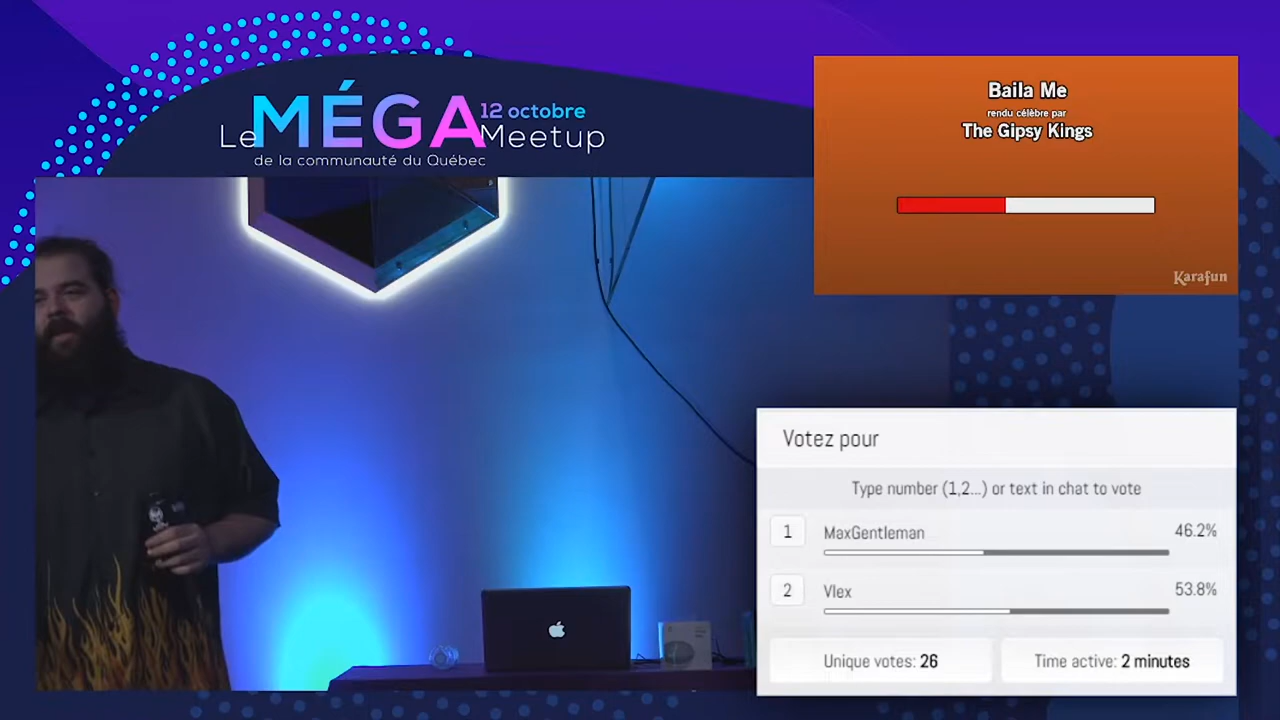 12 octobre
Le MÉGA Meetup
de la communauté du Québec
Baila Me
rendu célèbre par
The Gipsy Kings
Karafun
Votez pour
Type number (1,2...) or text in chat to vote
1 MaxGentleman 46.2%
2 Vlex 53.8%
Unique votes: 26
Time active: 2 minutes